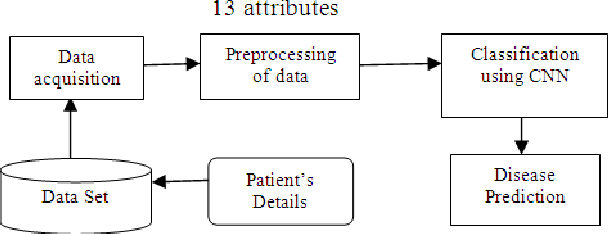 13 attributes
Data
acquisition
Preprocessing
of data
Classification
using CNN
Data Set
Patient's
Details
Disease
Prediction